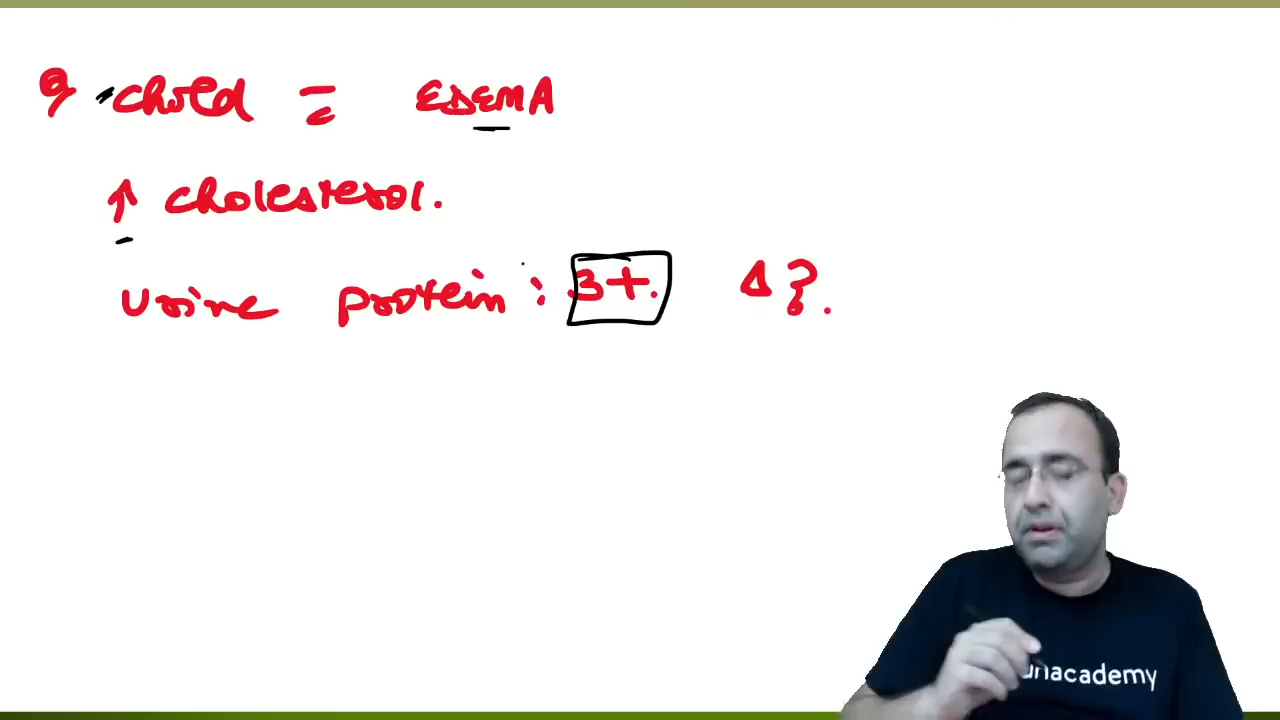 Q Child = EDEMA
↑ cholesterol.
urine protein : 3+. Δ ?.
unacademy